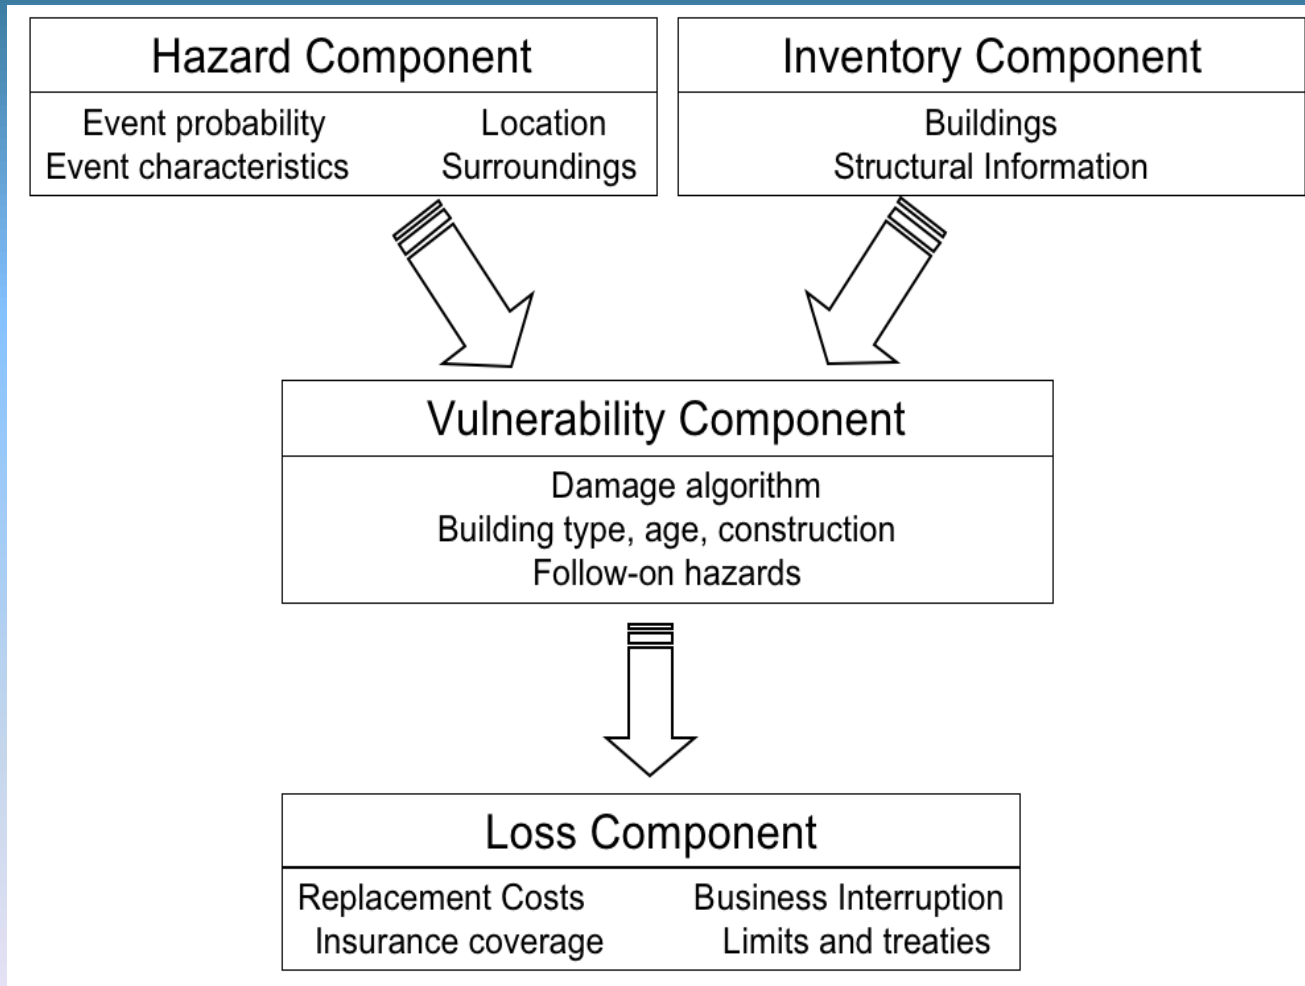 Hazard Component
Event probability
Location
Event characteristics
Surroundings
Inventory Component
Buildings
Structural Information
Vulnerability Component
Damage algorithm
Building type, age, construction
Follow-on hazards
Loss Component
Replacement Costs
Business Interruption
Insurance coverage
Limits and treaties